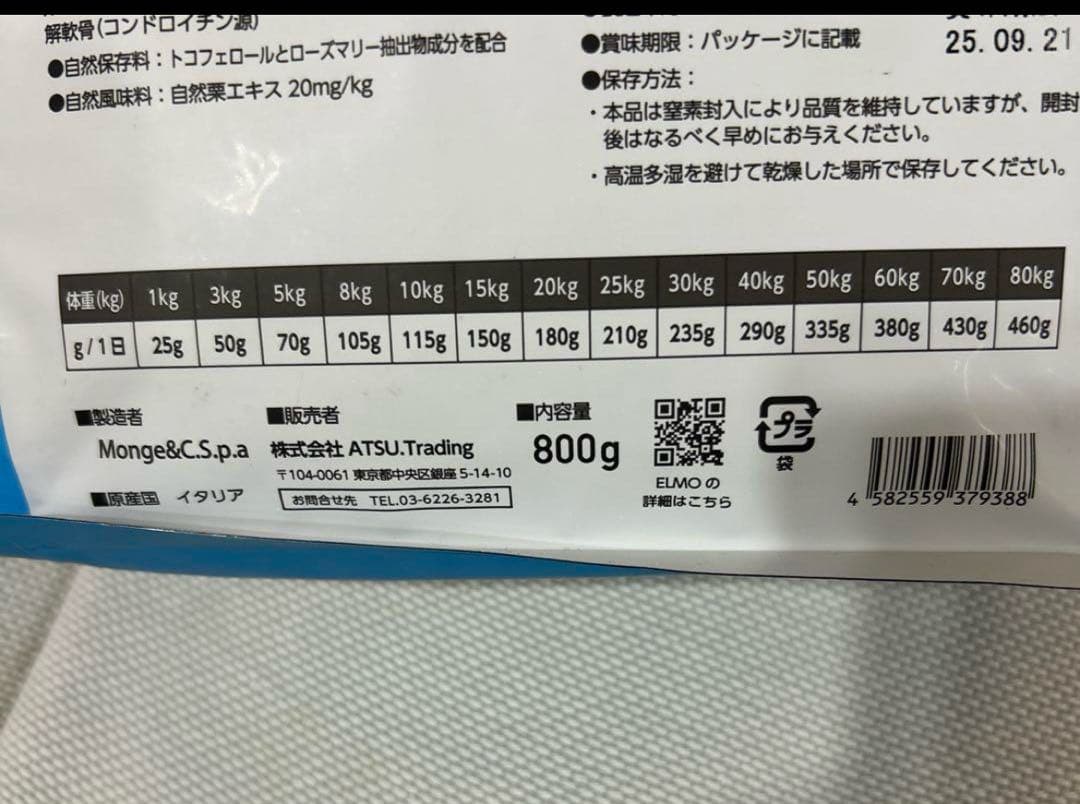 解軟骨(コンドロイチン源)
●自然保存料：トコフェロールとローズマリー抽出物成分を配合
●自然風味料：自然栗エキス 20mg/kg
●賞味期限：パッケージに記載
25.09.21
●保存方法：
・本品は窒素封入により品質を維持していますが、開封
後はなるべく早めにお与えください。
・高温多湿を避けて乾燥した場所で保存してください。
体重(kg) 1kg 3kg 5kg 8kg 10kg 15kg 20kg 25kg 30kg 40kg 50kg 60kg 70kg 80kg
g/1日 25g 50g 70g 105g 115g 150g 180g 210g 235g 290g 335g 380g 430g 460g
■製造者
Monge&C.S.p.a
■原産国 イタリア
■販売者
株式会社 ATSU.Trading
〒104-0061 東京都中央区銀座 5-14-10
お問合せ先 TEL.03-6226-3281
■内容量
800g
ELMOの
詳細はこちら
プラ
袋
4 582559 379388